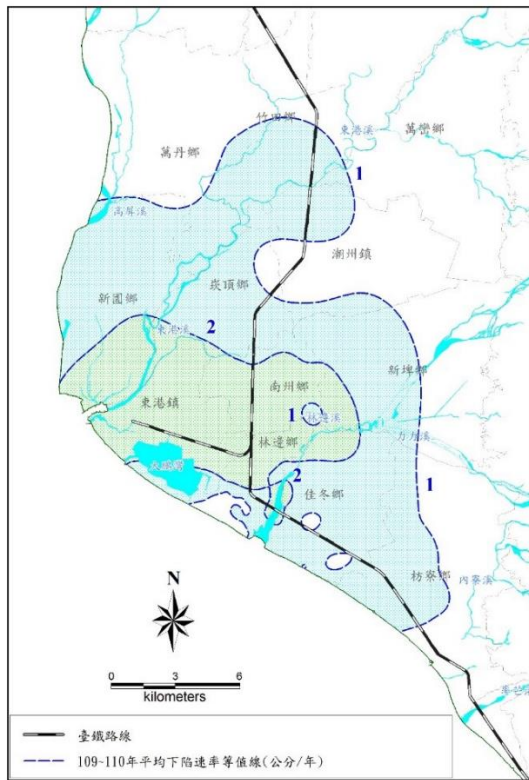 竹田鄉
東港溪
萬巒鄉
萬丹鄉
1
高屏溪
潮州鎮
崁頂鄉
新園鄉
2
東港溪
新埤鄉
南州鄉
東港鎮
1
林邊溪
林邊鄉
力力溪
大鵬灣
2
佳冬鄉
1
枋寮鄉
內寮溪
N
0 3 6
kilometers
臺鐵路線
109~110年平均下陷速率等值線(公分/年)